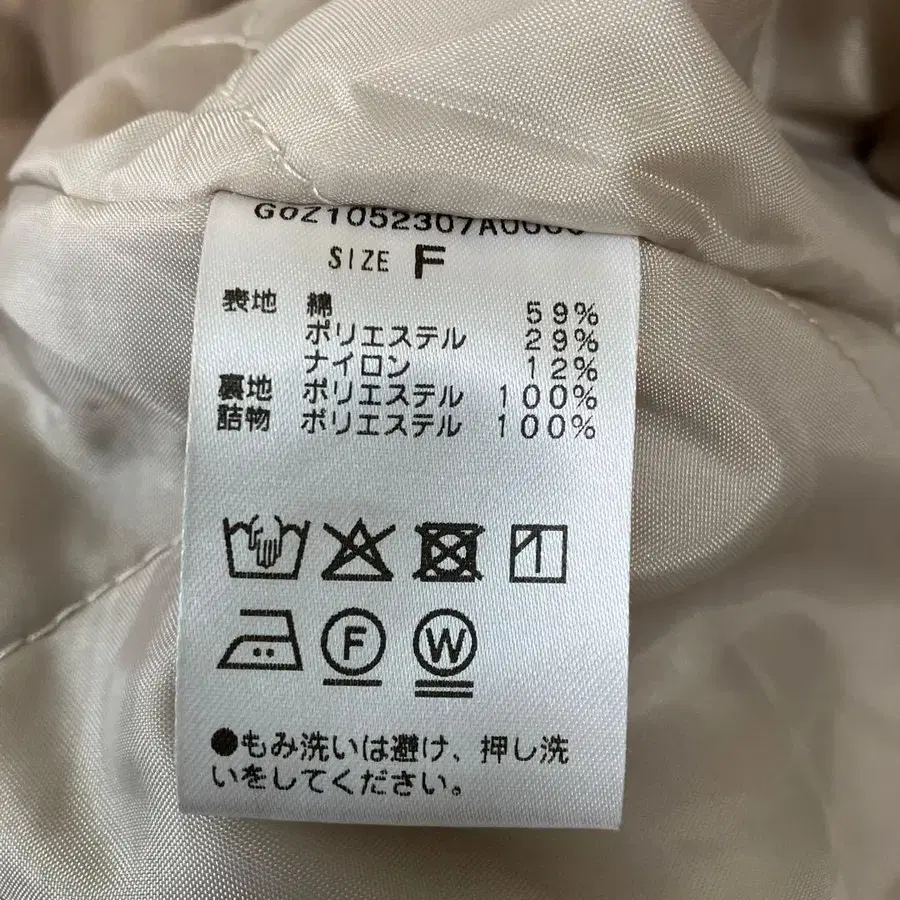 SIZE F
表地 綿 59%
ポリエステル 29%
ナイロン 12%
裏地 ポリエステル 100%
詰物 ポリエステル 100%
F W
●もみ洗いは避け、押し洗
いをしてください。